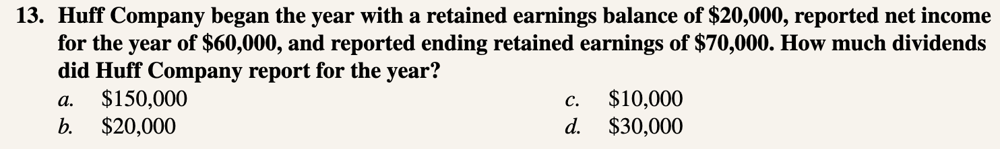 13. Huff Company began the year with a retained earnings balance of $20,000, reported net income
for the year of $60,000, and reported ending retained earnings of $70,000. How much dividends
did Huff Company report for the year?
a. $150,000 c. $10,000
b. $20,000 d. $30,000